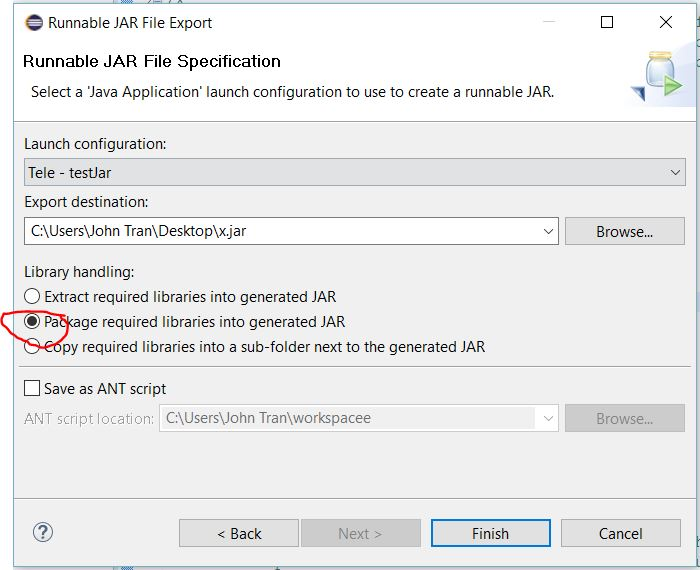 Runnable JAR File Export
Runnable JAR File Specification
Select a 'Java Application' launch configuration to use to create a runnable JAR.
Launch configuration:
Tele - testJar
Export destination:
C:\Users\John Tran\Desktop\x.jar
Browse...
Library handling:
Extract required libraries into generated JAR
Package required libraries into generated JAR
Copy required libraries into a sub-folder next to the generated JAR
Save as ANT script
ANT script location:
C:\Users\John Tran\workspacee
Browse...
?
< Back
Next >
Finish
Cancel